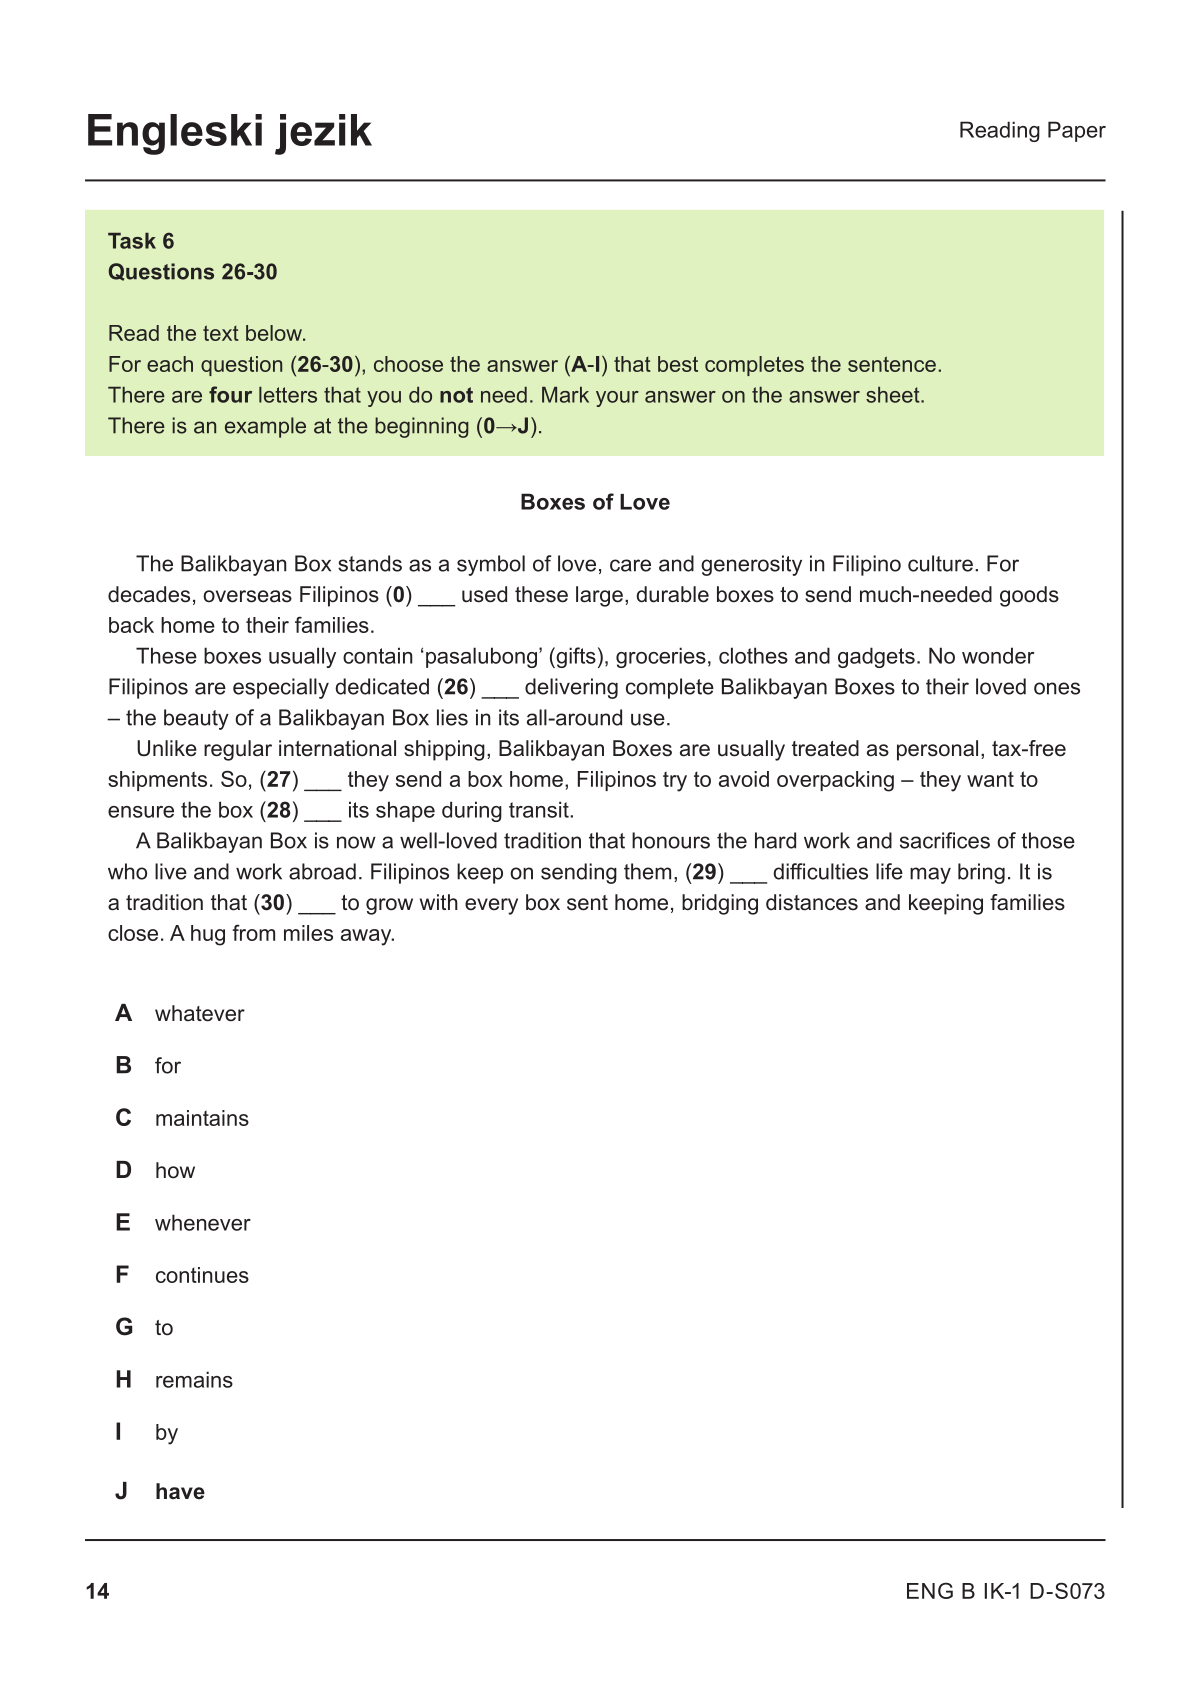 Engleski jezik
Reading Paper
Task 6
Questions 26-30
Read the text below.
For each question (26-30), choose the answer (A-I) that best completes the sentence.
There are four letters that you do not need. Mark your answer on the answer sheet.
There is an example at the beginning (0→J).
Boxes of Love
The Balikbayan Box stands as a symbol of love, care and generosity in Filipino culture. For
decades, overseas Filipinos (0) ___ used these large, durable boxes to send much-needed goods
back home to their families.
These boxes usually contain ‘pasalubong’ (gifts), groceries, clothes and gadgets. No wonder
Filipinos are especially dedicated (26) ___ delivering complete Balikbayan Boxes to their loved ones
– the beauty of a Balikbayan Box lies in its all-around use.
Unlike regular international shipping, Balikbayan Boxes are usually treated as personal, tax-free
shipments. So, (27) ___ they send a box home, Filipinos try to avoid overpacking – they want to
ensure the box (28) ___ its shape during transit.
A Balikbayan Box is now a well-loved tradition that honours the hard work and sacrifices of those
who live and work abroad. Filipinos keep on sending them, (29) ___ difficulties life may bring. It is
a tradition that (30) ___ to grow with every box sent home, bridging distances and keeping families
close. A hug from miles away.
A whatever
B for
C maintains
D how
E whenever
F continues
G to
H remains
I by
J have
14
ENG B IK-1 D-S073